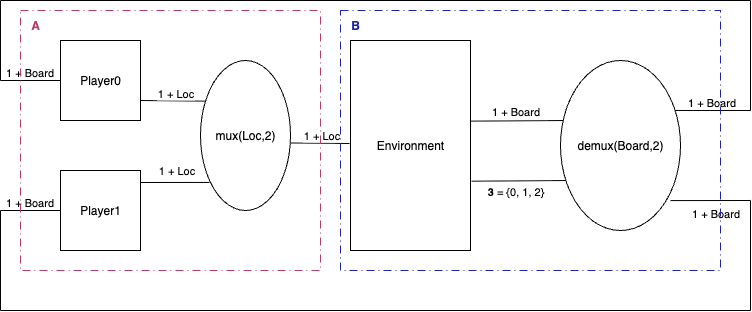 A
B
1 + Board
Player0
1 + Loc
mux(Loc,2)
1 + Loc
Environment
1 + Board
demux(Board,2)
1 + Board
1 + Loc
3 = {0, 1, 2}
1 + Board
Player1
1 + Board